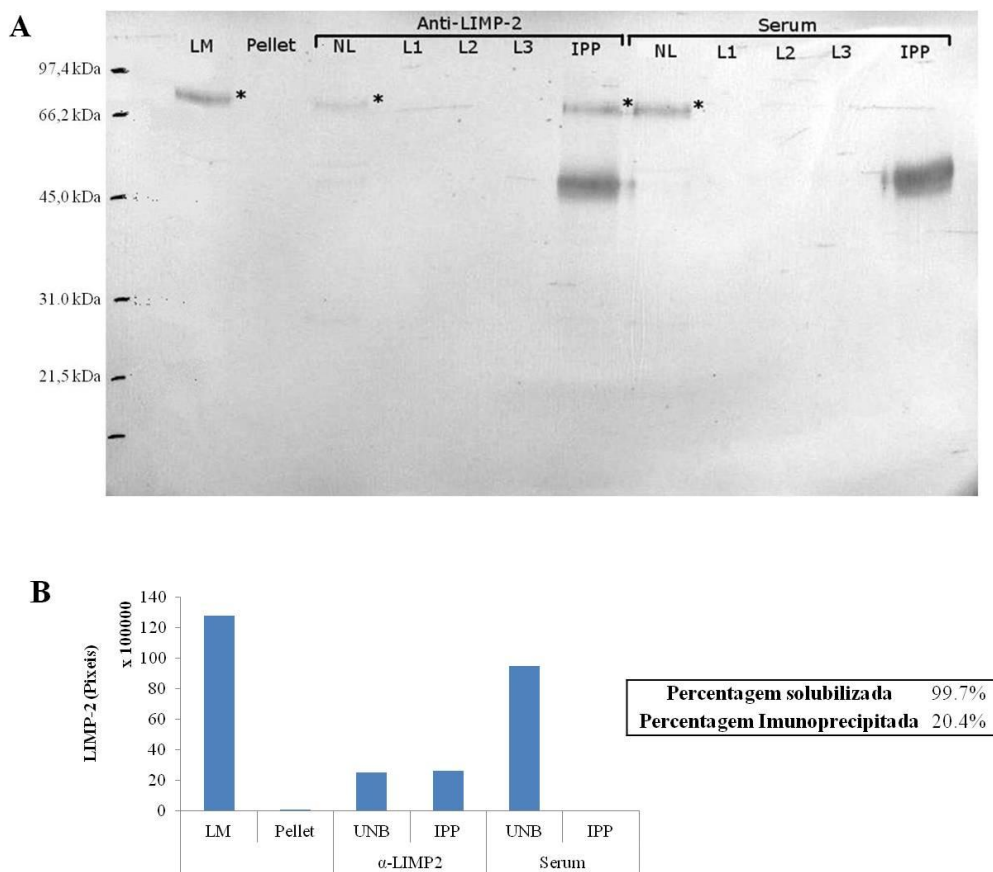 A
Anti-LIMP-2 Serum
LM Pellet NL L1 L2 L3 IPP NL L1 L2 L3 IPP
97,4 kDa
* * * *
66,2 kDa
45,0 kDa
31.0 kDa
21,5 kDa
B
LIMP-2 (Pixeis)
x 100000
140
120
100
80
60
40
20
0
LM Pellet UNB IPP UNB IPP
α-LIMP2 Serum
Percentagem solubilizada 99.7%
Percentagem Imunoprecipitada 20.4%